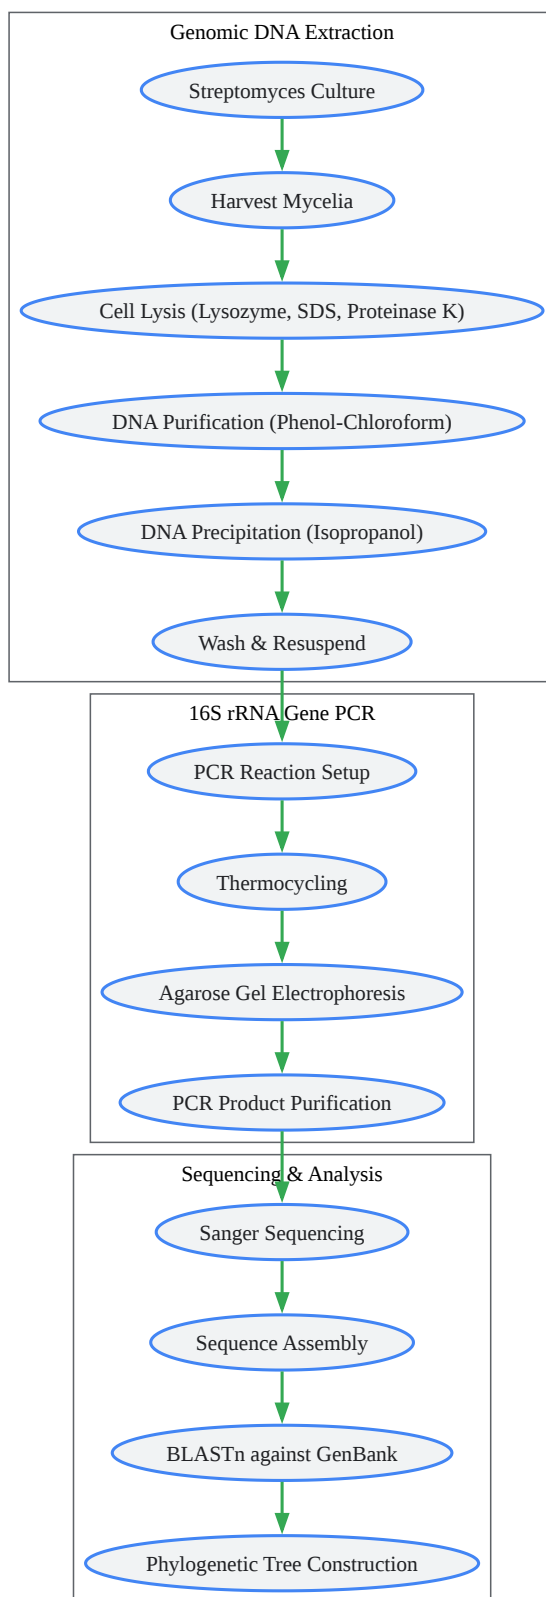 Genomic DNA Extraction
Streptomyces Culture
Harvest Mycelia
Cell Lysis (Lysozyme, SDS, Proteinase K)
DNA Purification (Phenol-Chloroform)
DNA Precipitation (Isopropanol)
Wash & Resuspend
16S rRNA Gene PCR
PCR Reaction Setup
Thermocycling
Agarose Gel Electrophoresis
PCR Product Purification
Sequencing & Analysis
Sanger Sequencing
Sequence Assembly
BLASTn against GenBank
Phylogenetic Tree Construction